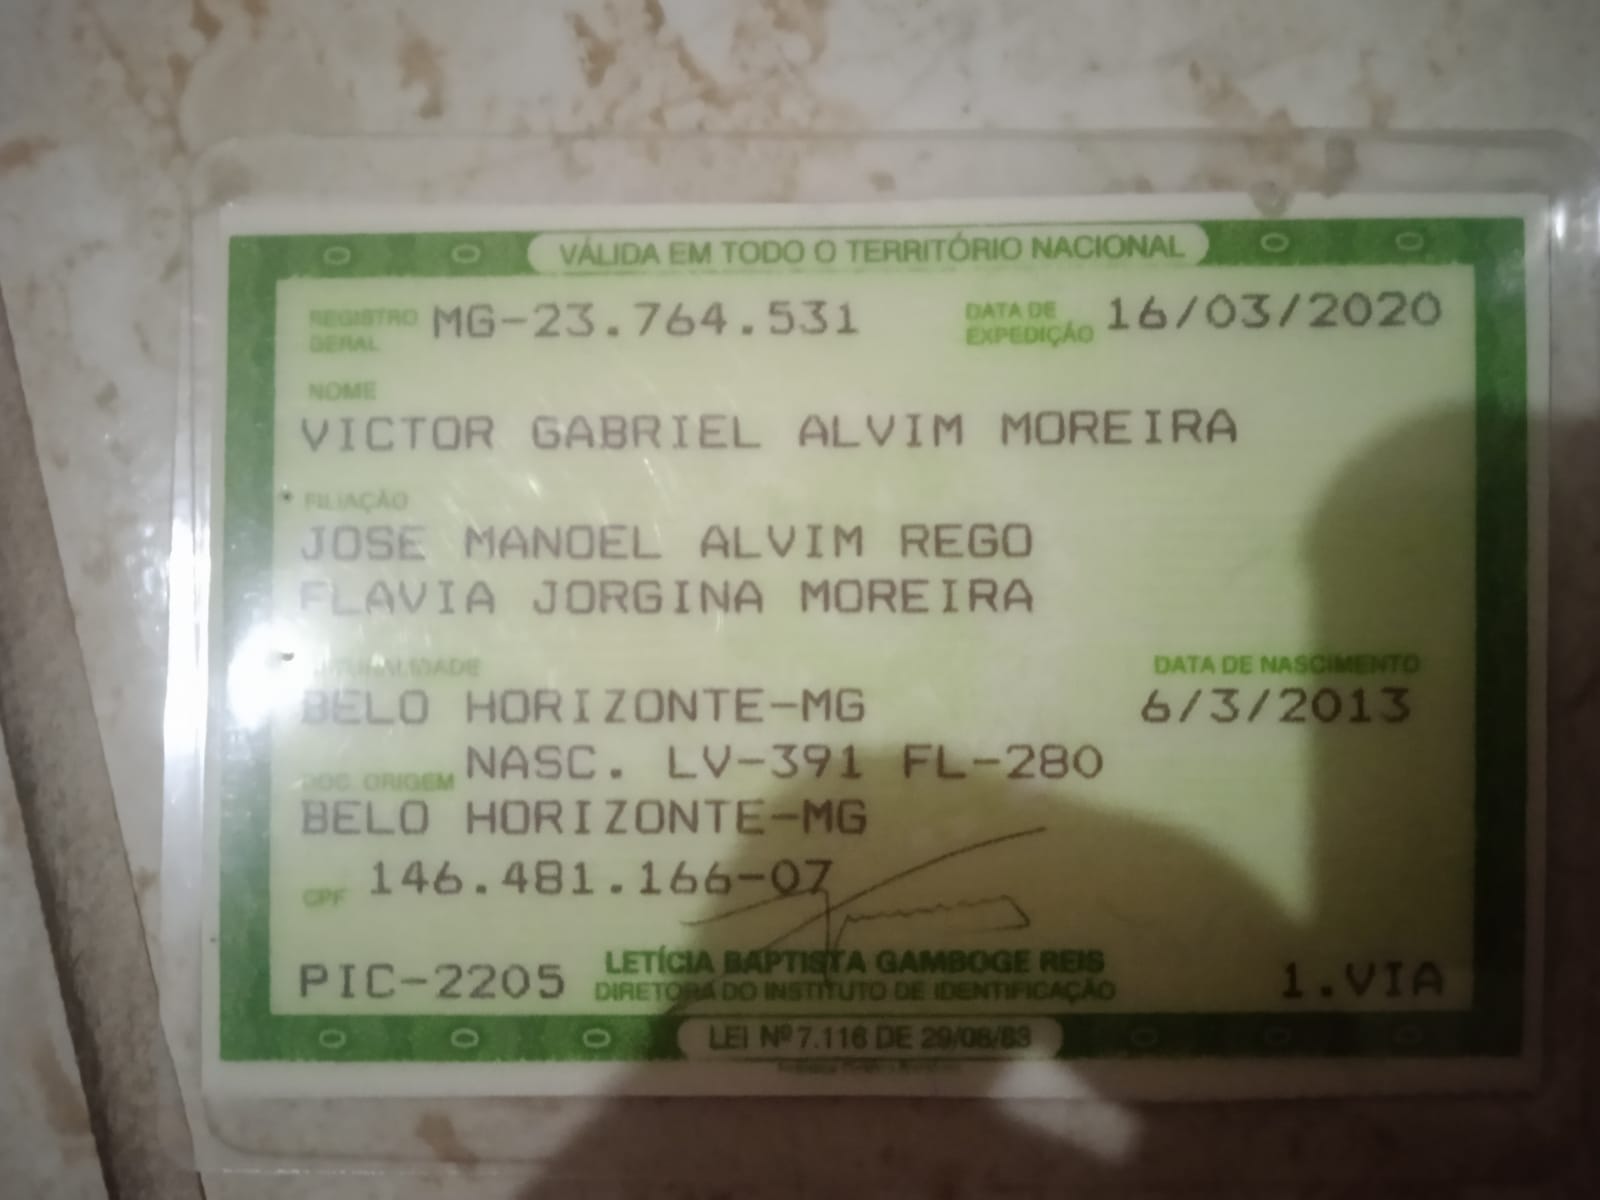 VÁLIDA EM TODO O TERRITÓRIO NACIONAL
REGISTRO GERAL MG-23.764.531 DATA DE EXPEDIÇÃO 16/03/2020
NOME
VICTOR GABRIEL ALVIM MOREIRA
FILIAÇÃO
JOSE MANOEL ALVIM REGO
FLAVIA JORGINA MOREIRA
NATURALIDADE DATA DE NASCIMENTO
BELO HORIZONTE-MG 6/3/2013
DOC. ORIGEM NASC. LV-391 FL-280
BELO HORIZONTE-MG
CPF 146.481.166-07
LETÍCIA BAPTISTA GAMBOGE REIS
PIC-2205 DIRETORA DO INSTITUTO DE IDENTIFICAÇÃO 1.VIA
LEI Nº 7.116 DE 29/08/83